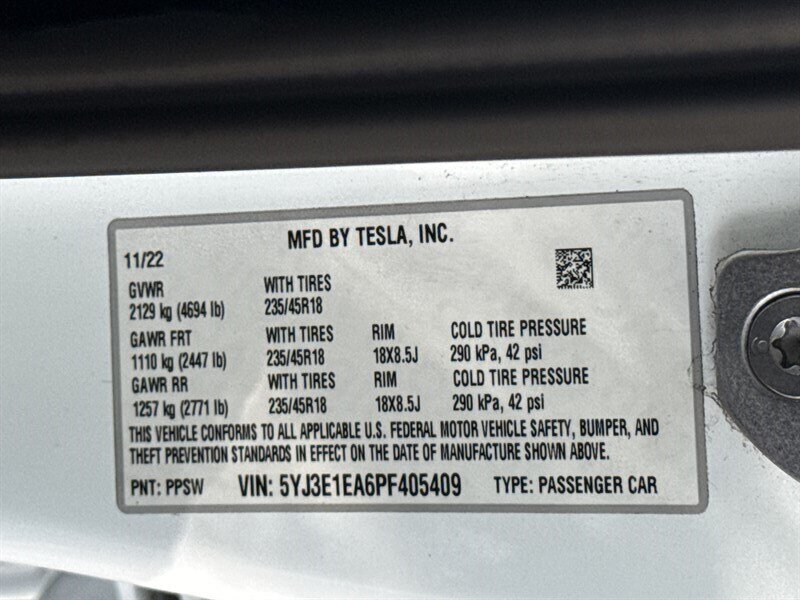 MFD BY TESLA, INC.
11/22
GVWR WITH TIRES
2129 kg (4694 lb) 235/45R18
GAWR FRT WITH TIRES RIM COLD TIRE PRESSURE
1110 kg (2447 lb) 235/45R18 18X8.5J 290 kPa, 42 psi
GAWR RR WITH TIRES RIM COLD TIRE PRESSURE
1257 kg (2771 lb) 235/45R18 18X8.5J 290 kPa, 42 psi
THIS VEHICLE CONFORMS TO ALL APPLICABLE U.S. FEDERAL MOTOR VEHICLE SAFETY, BUMPER, AND
THEFT PREVENTION STANDARDS IN EFFECT ON THE DATE OF MANUFACTURE SHOWN ABOVE.
PNT: PPSW VIN: 5YJ3E1EA6PF405409 TYPE: PASSENGER CAR